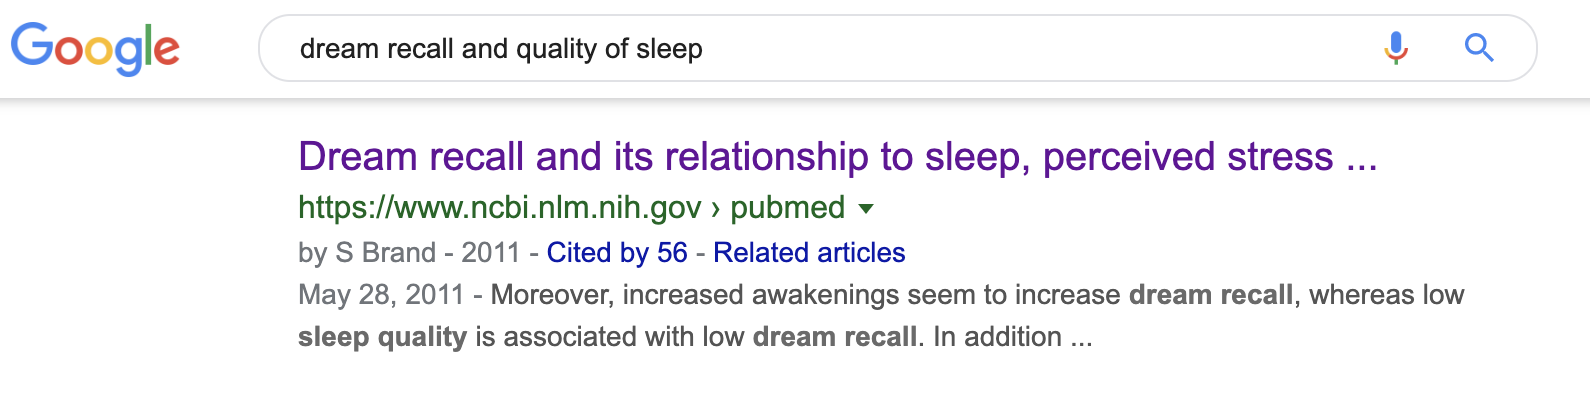 Google
dream recall and quality of sleep
Dream recall and its relationship to sleep, perceived stress ...
https://www.ncbi.nlm.nih.gov › pubmed
by S Brand - 2011 - Cited by 56 - Related articles
May 28, 2011 - Moreover, increased awakenings seem to increase dream recall, whereas low
sleep quality is associated with low dream recall. In addition ...